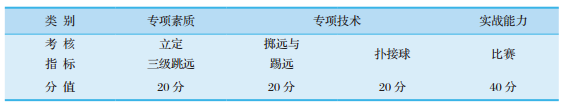 类别 专项素质 专项技术 实战能力
考核指标 立定三级跳远 掷远与踢远 扑接球 比赛
分值 20分 20分 20分 40分